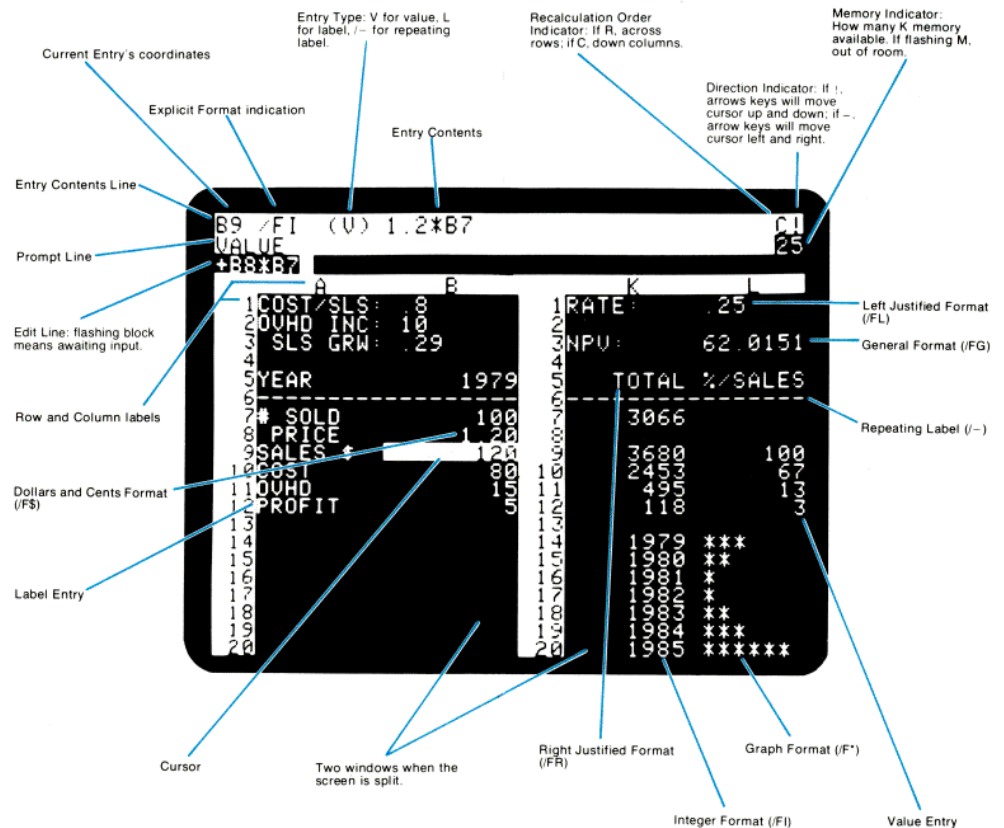 Entry Type: V for value, L
for label, /– for repeating
label.
Recalculation Order
Indicator: If R, across
rows; if C, down columns.
Memory Indicator:
How many K memory
available. If flashing M,
out of room.
Current Entry's coordinates
Explicit Format indication
Entry Contents
Direction Indicator: If !,
arrows keys will move
cursor up and down; if –,
arrow keys will move
cursor left and right.
Entry Contents Line
B9 /FI (V) 1.2*B7
C!
Prompt Line
VALUE
25
+B8*B7
Edit Line: flashing block
means awaiting input.
Row and Column labels
Dollars and Cents Format
(/F$)
Label Entry
A B
1 COST/SLS: .8
2 OVHD INC: 10
3 SLS GRW: .29
4
5 YEAR 1979
6 ----------------
7 # SOLD 100
8 PRICE 1.20
9 SALES $ 120
10 COST 80
11 OVHD 15
12 PROFIT 5
13
14
15
16
17
18
19
20
K L
1 RATE: .25
2
3 NPV: 62.0151
4
5 TOTAL %/SALES
6 ----------------
7 3066
8
9 3680 100
10 2453 67
11 495 13
12 118 3
13
14 1979 ***
15 1980 **
16 1981 *
17 1982 *
18 1983 **
19 1984 ***
20 1985 ******
Left Justified Format
(/FL)
General Format (/FG)
Repeating Label (/–)
Cursor
Two windows when the
screen is split.
Right Justified Format
(/FR)
Graph Format (/F*)
Integer Format (/FI)
Value Entry